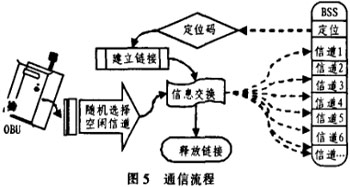 BSS
定位码
定位
建立链接
信道1
信道2
信道3
信道4
信道5
信道6
信道…
信息交换
随机选择
空闲信道
OBU
释放链接
图5 通信流程